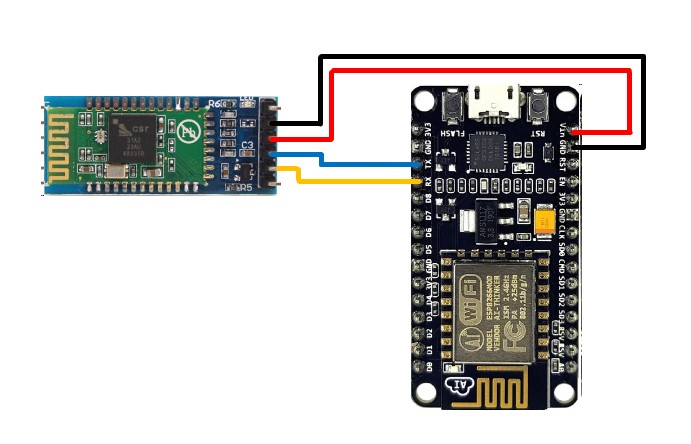 R6
csr
Pb
C3
R5
FLASH
RST
3V3
GND
TX
RX
D8
D7
D6
D5
GND
3V3
D4
D3
D2
D1
D0
Vin
GND
RST
EN
3V3
GND
CLK
SD0
CMD
SD1
SD2
SD3
RSV
RSV
AMS1117
WiFi
MODEL ESP8266MOD
VENDOR AI-THINKER
ISM 2.4GHz
PA +25dBm
802.11b/g/n
FC
AI